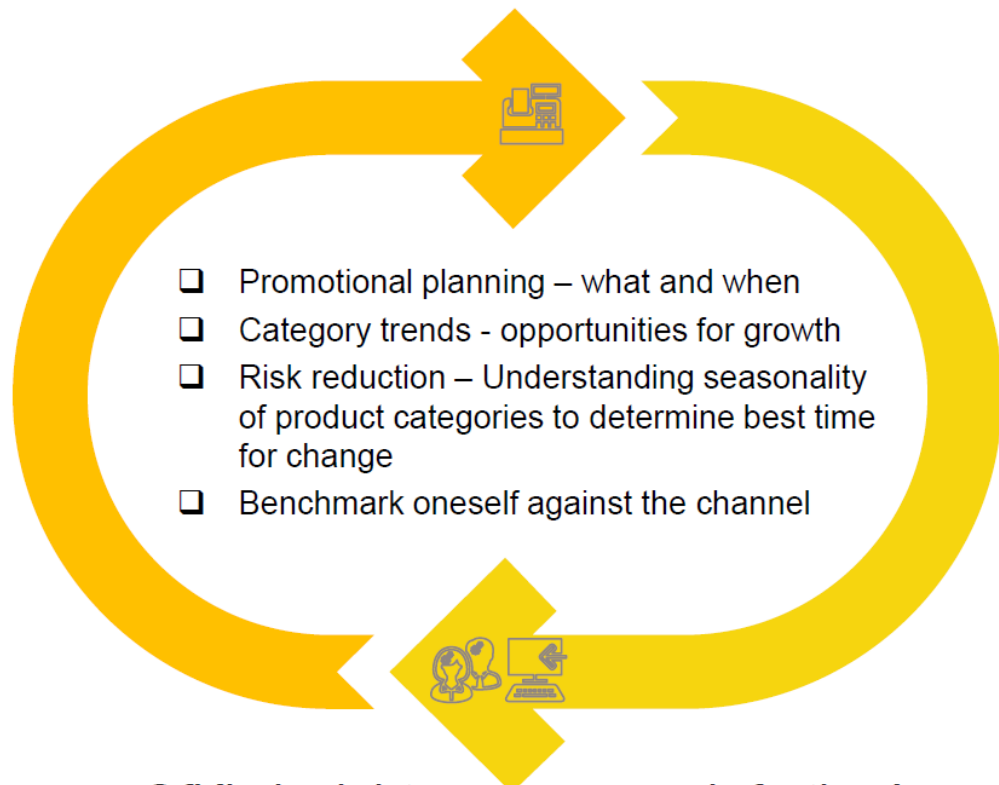 ❑ Promotional planning – what and when
❑ Category trends - opportunities for growth
❑ Risk reduction – Understanding seasonality
of product categories to determine best time
for change
❑ Benchmark oneself against the channel